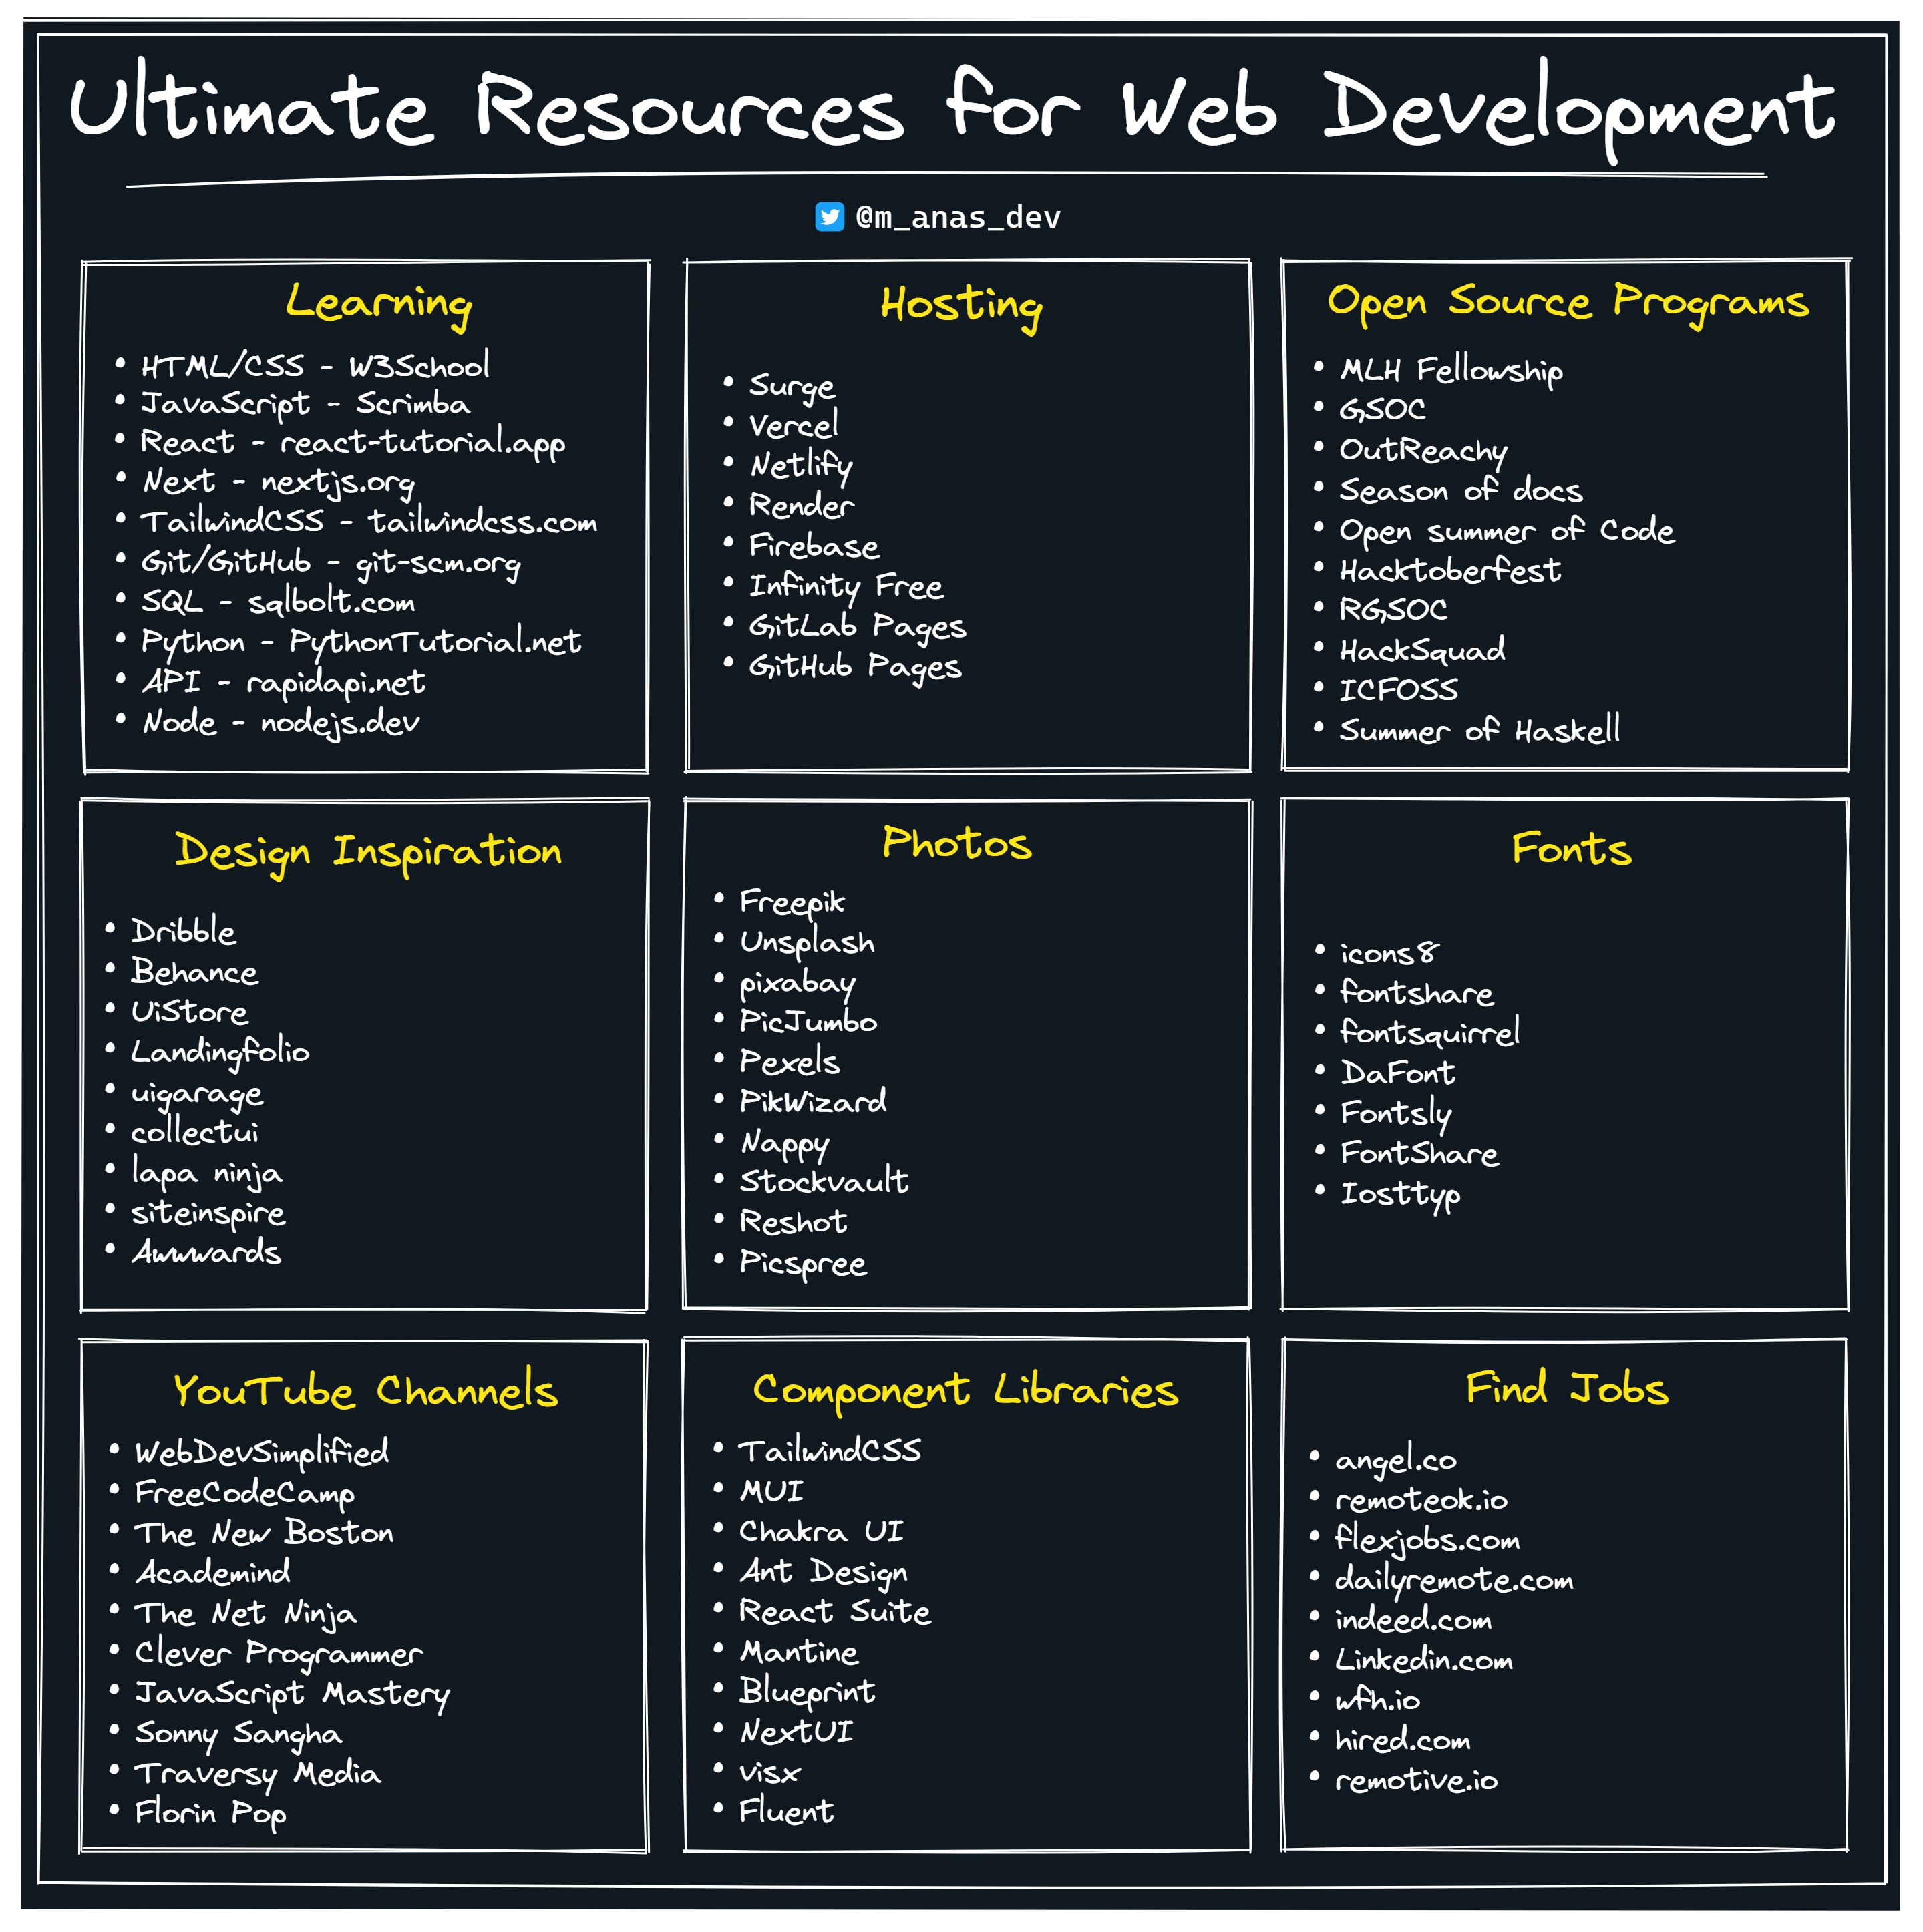 Ultimate Resources for Web Development
@m_anas_dev
Learning
• HTML/CSS - W3School
• JavaScript - Scrimba
• React - react-tutorial.app
• Next - nextjs.org
• TailwindCSS - tailwindcss.com
• Git/GitHub - git-scm.org
• SQL - sqlbolt.com
• Python - PythonTutorial.net
• API - rapidapi.net
• Node - nodejs.dev
Hosting
• Surge
• Vercel
• Netlify
• Render
• Firebase
• Infinity Free
• GitLab Pages
• GitHub Pages
Open Source Programs
• MLH Fellowship
• GSOC
• OutReachy
• Season of docs
• Open summer of Code
• Hacktoberfest
• RGSOC
• HackSquad
• ICFOSS
• Summer of Haskell
Design Inspiration
• Dribble
• Behance
• UiStore
• Landingfolio
• uigarage
• collectui
• lapa ninja
• siteinspire
• Awwwards
Photos
• Freepik
• Unsplash
• pixabay
• PicJumbo
• Pexels
• PikWizard
• Nappy
• Stockvault
• Reshot
• Picspree
Fonts
• icons8
• fontshare
• fontsquirrel
• DaFont
• Fontsly
• FontShare
• Iosttyp
YouTube Channels
• WebDevSimplified
• FreeCodeCamp
• The New Boston
• Academind
• The Net Ninja
• Clever Programmer
• JavaScript Mastery
• Sonny Sangha
• Traversy Media
• Florin Pop
Component Libraries
• TailwindCSS
• MUI
• Chakra UI
• Ant Design
• React Suite
• Mantine
• Blueprint
• NextUI
• visx
• Fluent
Find Jobs
• angel.co
• remoteok.io
• flexjobs.com
• dailyremote.com
• indeed.com
• Linkedin.com
• wfh.io
• hired.com
• remotive.io